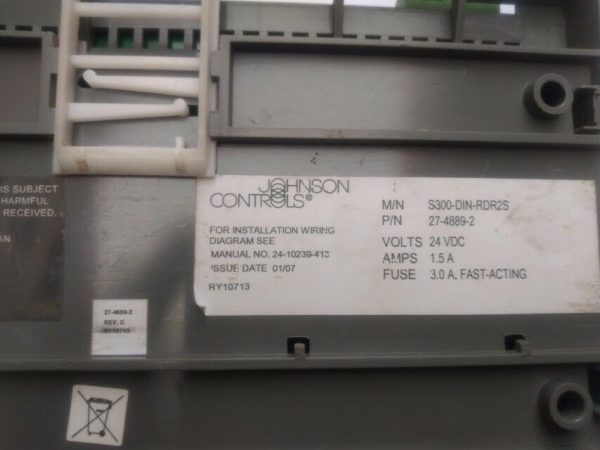 IS SUBJECT
HARMFUL
RECEIVED.
AN
JOHNSON
CONTROLS®
FOR INSTALLATION WIRING
DIAGRAM SEE
MANUAL NO. 24-10239-413
ISSUE DATE 01/07
RY10713
M/N S300-DIN-RDR2S
P/N 27-4889-2
VOLTS 24 VDC
AMPS 1.5 A
FUSE 3.0 A, FAST-ACTING
27-4889-2
REV. C
RY10713